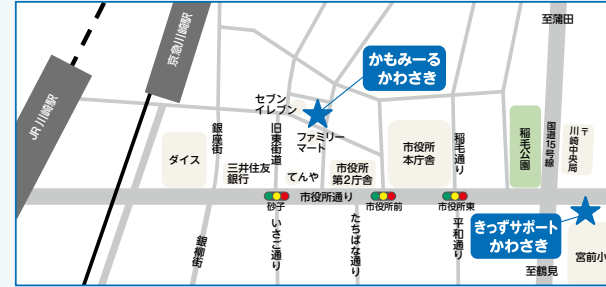 至蒲田
京急川崎駅
JR川崎駅
かもみーる
かわさき
セブン
イレブン
ファミリー
マート
銀座街
旧東街道
稲毛通り
稲毛公園
国道15号線
川崎中央局
〒
ダイス
三井住友
銀行
てんや
市役所
第2庁舎
市役所
本庁舎
市役所通り
砂子
市役所前
市役所東
銀柳街
いさご通り
たちばな通り
平和通り
きっずサポート
かわさき
宮前小
至鶴見